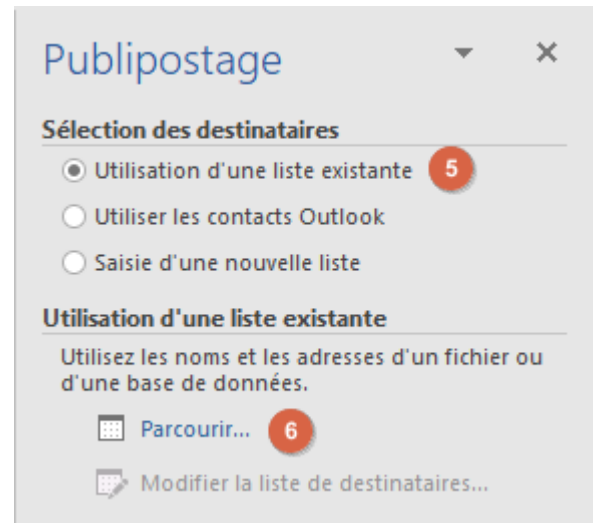 Publipostage
Sélection des destinataires
Utilisation d'une liste existante 5
Utiliser les contacts Outlook
Saisie d'une nouvelle liste
Utilisation d'une liste existante
Utilisez les noms et les adresses d'un fichier ou
d'une base de données.
Parcourir... 6
Modifier la liste de destinataires...